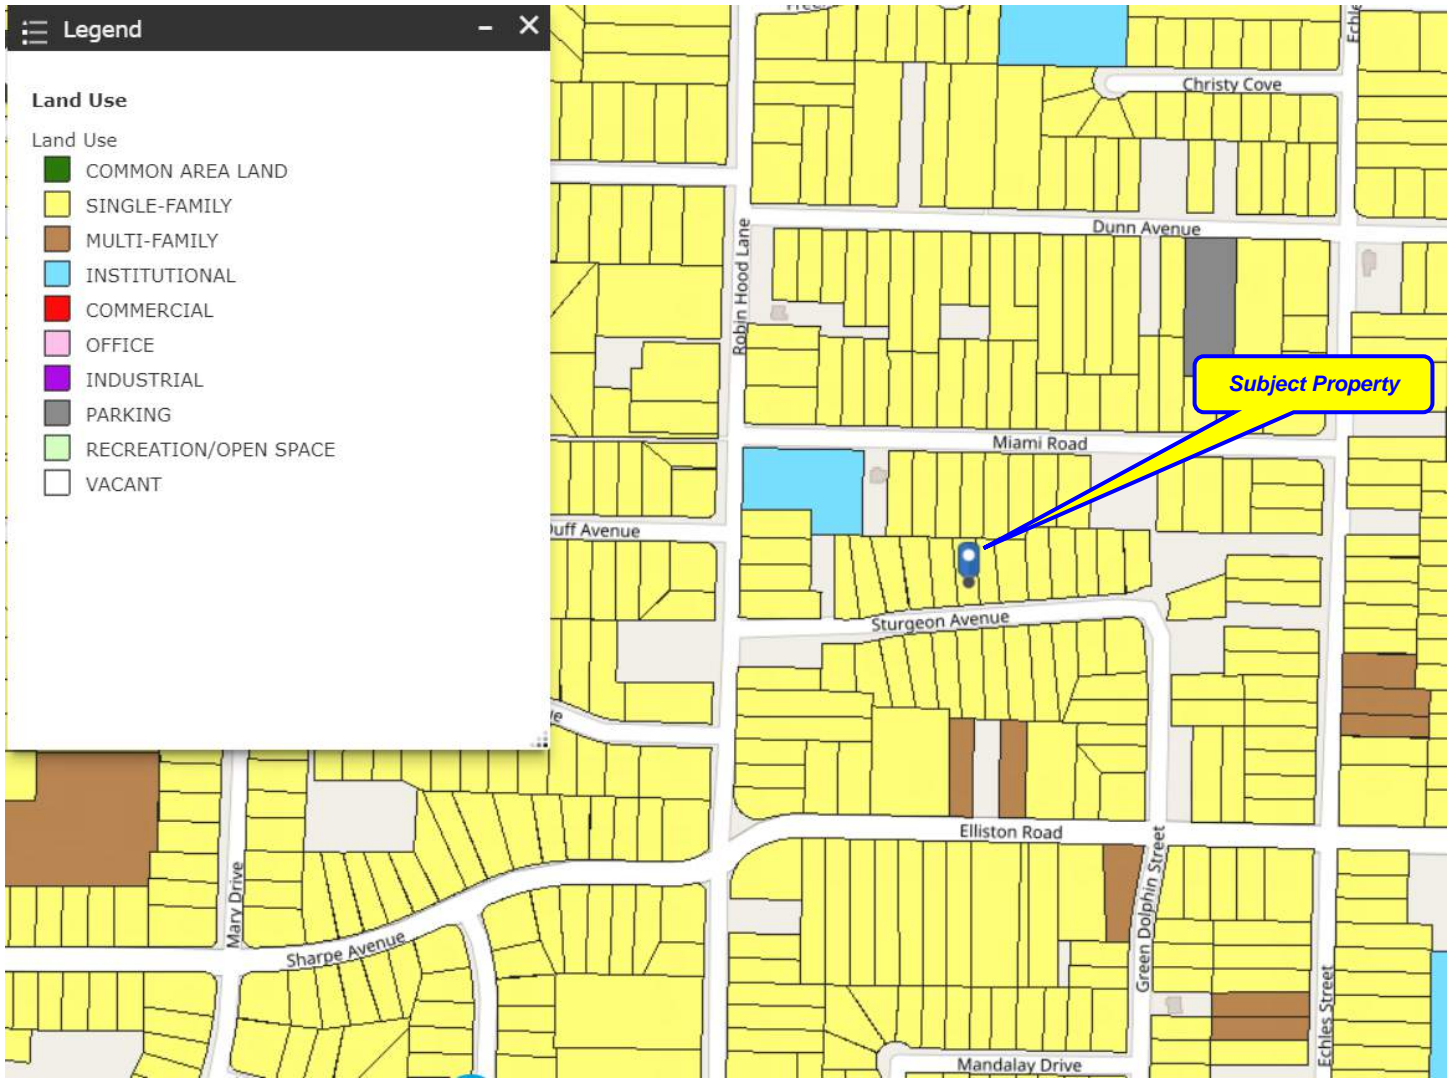 Legend
Land Use
Land Use
COMMON AREA LAND
SINGLE-FAMILY
MULTI-FAMILY
INSTITUTIONAL
COMMERCIAL
OFFICE
INDUSTRIAL
PARKING
RECREATION/OPEN SPACE
VACANT
Christy Cove
Dunn Avenue
Robin Hood Lane
Subject Property
Miami Road
uff Avenue
Sturgeon Avenue
Elliston Road
Green Dolphin Street
Mary Drive
Sharpe Avenue
Echles Street
Mandalay Drive